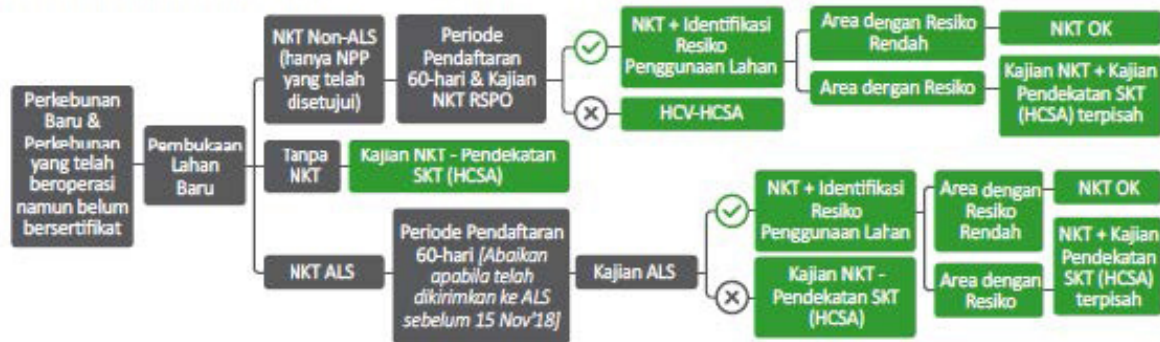 Perkebunan
Baru &
Perkebunan
yang telah
beroperasi
namun belum
bersertifikat
Pembukaan
Lahan
Baru
NKT Non-ALS
(hanya NPP
yang telah
disetujui)
Periode
Pendaftaran
60-hari & Kajian
NKT RSPO
NKT + Identifikasi
Resiko
Penggunaan Lahan
Area dengan Resiko
Rendah
NKT OK
Area dengan Resiko
Kajian NKT + Kajian
Pendekatan SKT
(HCSA) terpisah
HCV-HCSA
Tanpa
NKT
Kajian NKT - Pendekatan
SKT (HCSA)
NKT ALS
Periode Pendaftaran
60-hari [Abaikan
apabila telah
dikirimkan ke ALS
sebelum 15 Nov'18]
Kajian ALS
NKT + Identifikasi
Resiko
Penggunaan Lahan
Area dengan
Resiko
Rendah
NKT OK
Area dengan
Resiko
NKT + Kajian
Pendekatan
SKT (HCSA)
terpisah
Kajian NKT -
Pendekatan SKT
(HCSA)